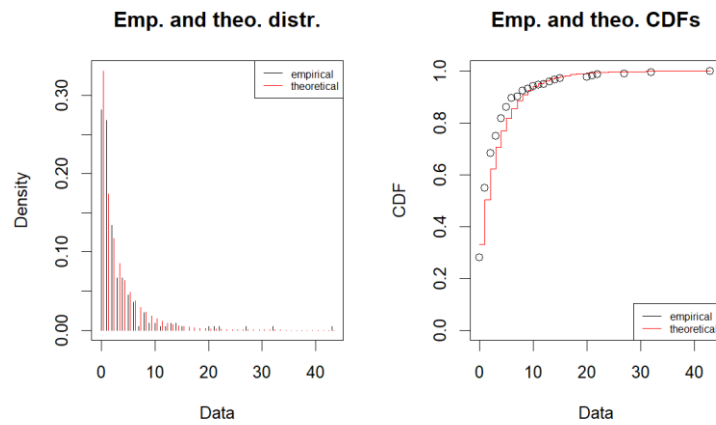 Emp. and theo. distr.
empirical
theoretical
Density
0.00
0.10
0.20
0.30
0
10
20
30
40
Data
Emp. and theo. CDFs
CDF
0.0
0.2
0.4
0.6
0.8
1.0
empirical
theoretical
0
10
20
30
40
Data